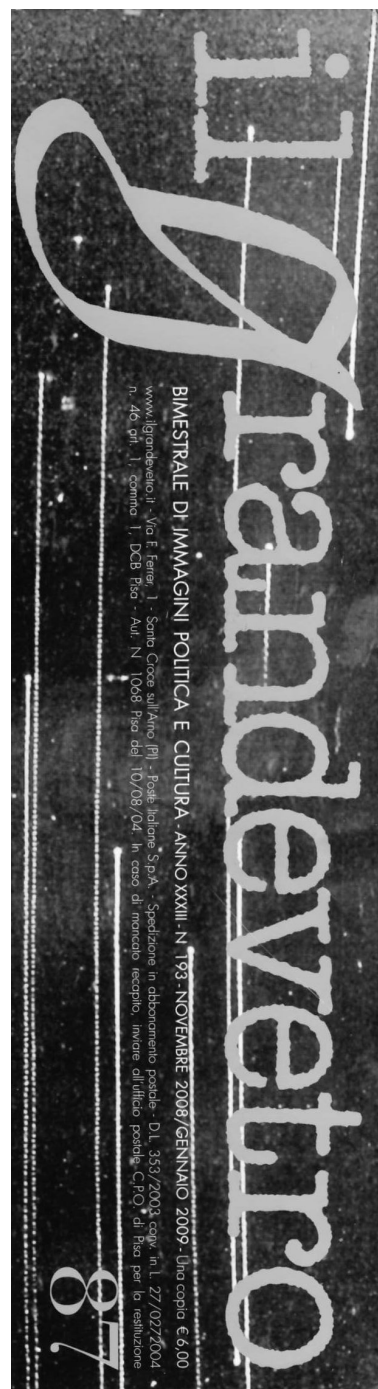 il grandevetro
BIMESTRALE DI IMMAGINI POLITICA E CULTURA - ANNO XXXIII - N 193 - NOVEMBRE 2008/GENNAIO 2009 - Una copia € 6,00
www.ilgrandevetro.it - Via F. Ferrer, 1 - Santa Croce sull'Arno (PI) - Poste Italiane S.p.A. - Spedizione in abbonamento postale - D.L. 353/2003 conv. in L. 27/02/2004
n. 46 art. 1, comma 1, DCB Pisa - Aut. N 1068 Pisa del 10/08/04. In caso di mancato recapito, inviare all'ufficio postale C.P.O. di Pisa per la restituzione
87